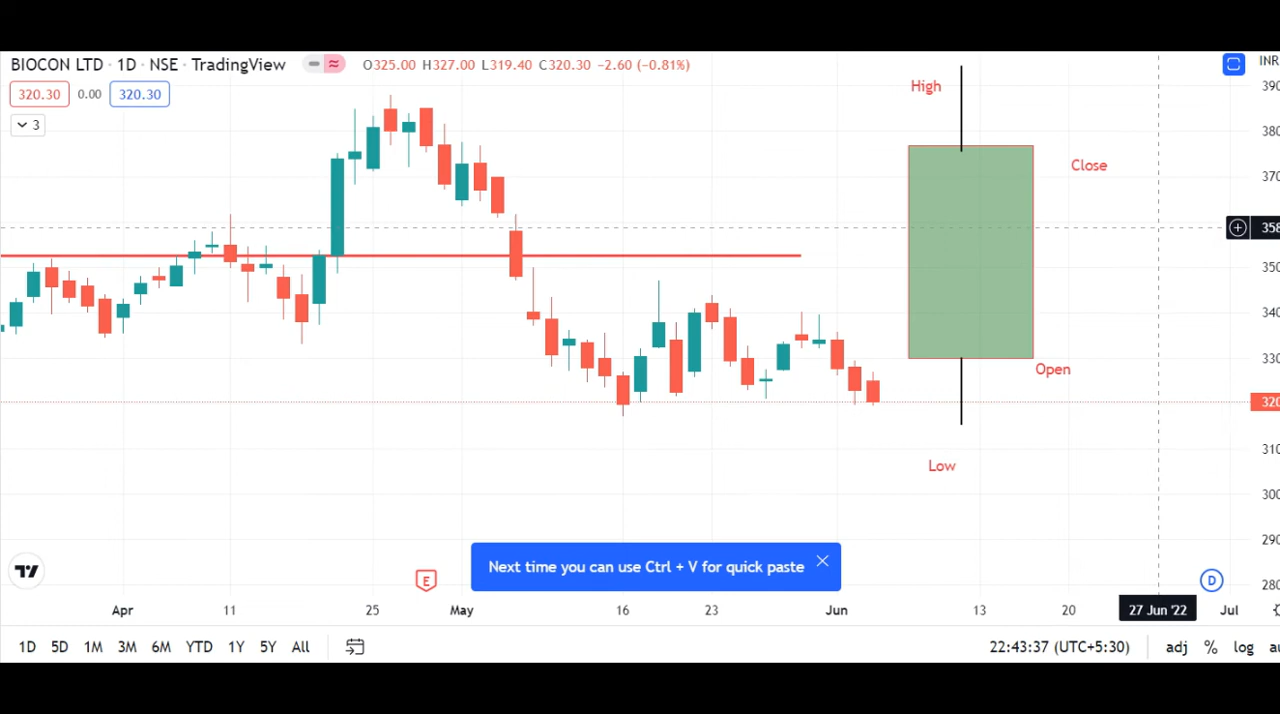 BIOCON LTD · 1D · NSE · TradingView O325.00 H327.00 L319.40 C320.30 −2.60 (−0.81%) INR
320.30 0.00 320.30
3
High
Close
Open
Low
390
380
370
358
350
340
330
320
310
300
290
280
Next time you can use Ctrl + V for quick paste
E
D
Apr 11 25 May 16 23 Jun 13 20 27 Jun '22 Jul
1D 5D 1M 3M 6M YTD 1Y 5Y All 22:43:37 (UTC+5:30) adj % log